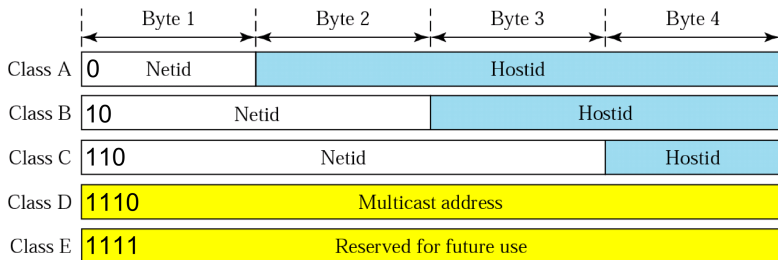 Byte 1 Byte 2 Byte 3 Byte 4
Class A 0 Netid Hostid
Class B 10 Netid Hostid
Class C 110 Netid Hostid
Class D 1110 Multicast address
Class E 1111 Reserved for future use